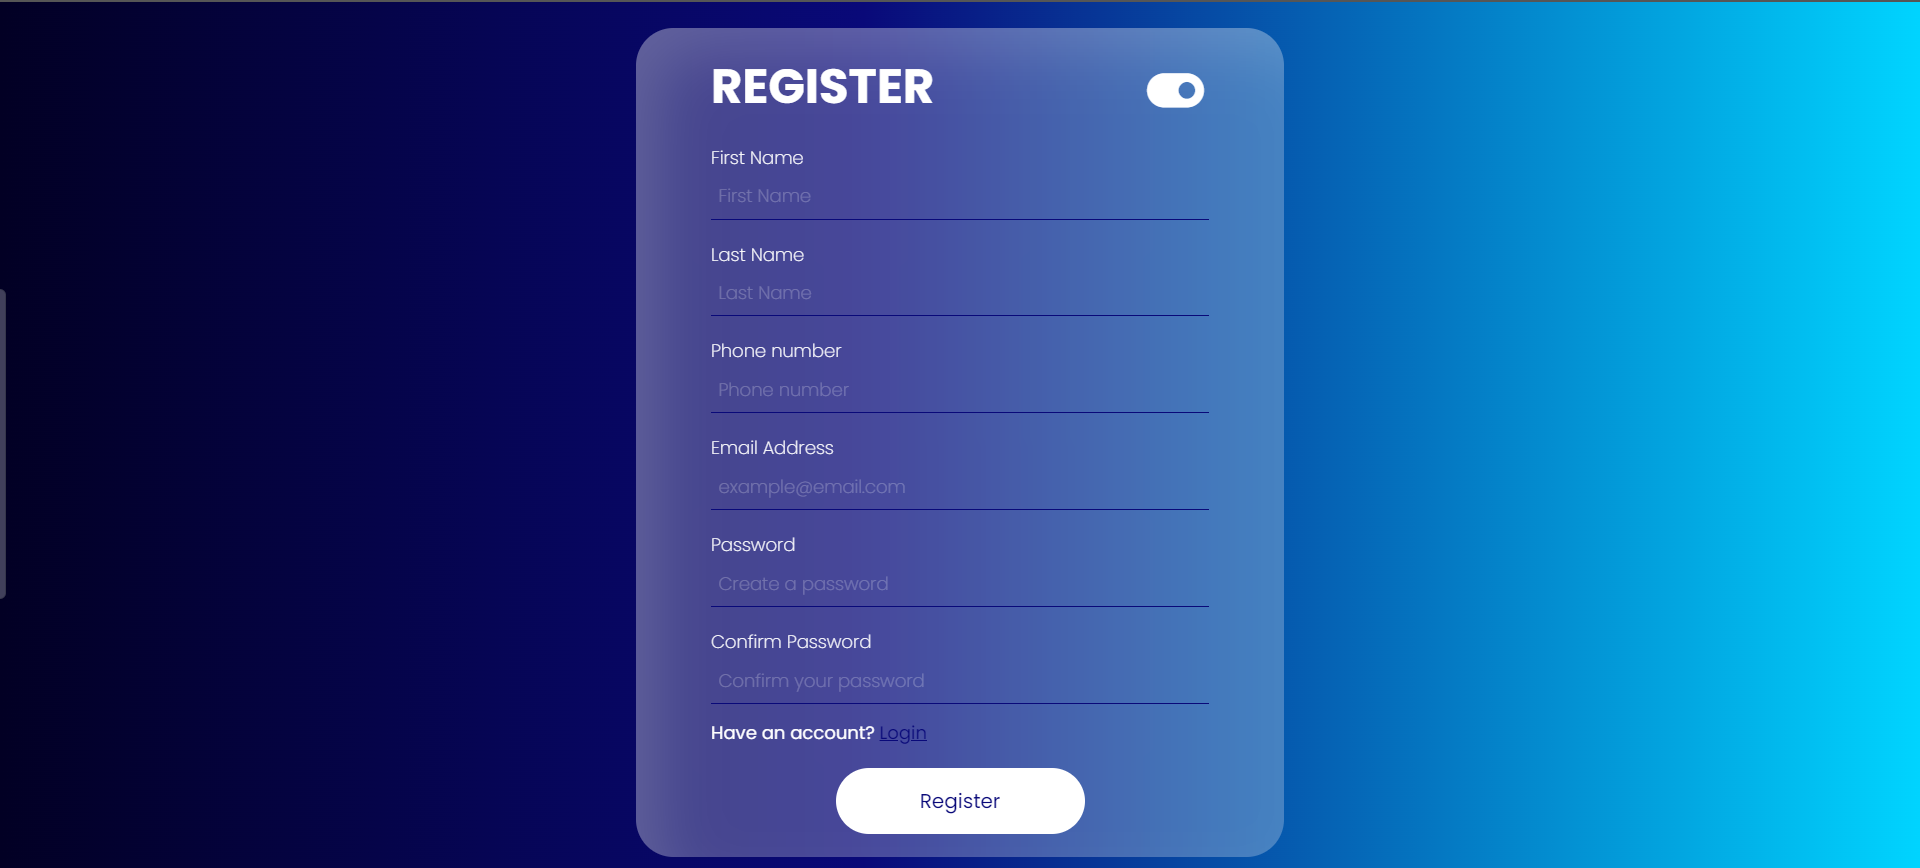 REGISTER
First Name
First Name
Last Name
Last Name
Phone number
Phone number
Email Address
example@email.com
Password
Create a password
Confirm Password
Confirm your password
Have an account? Login
Register